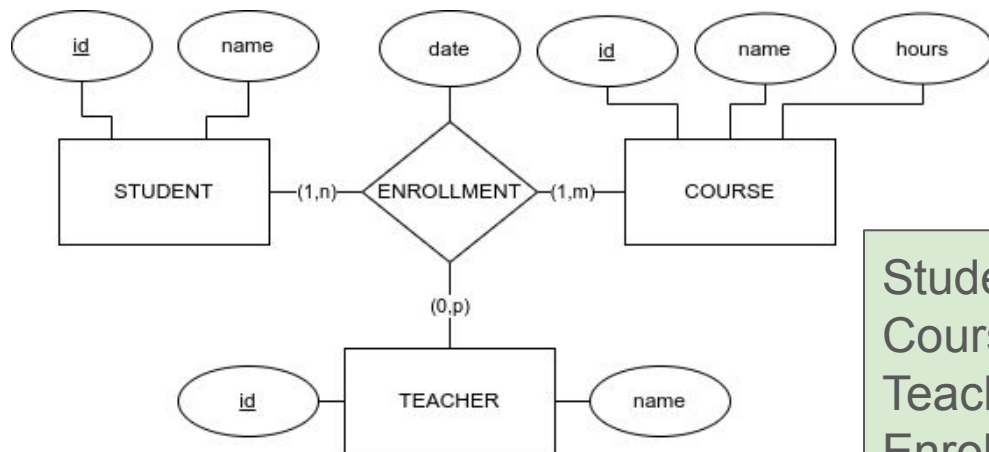 id name date id name hours
STUDENT (1,n) ENROLLMENT (1,m) COURSE
(0,p)
id TEACHER name